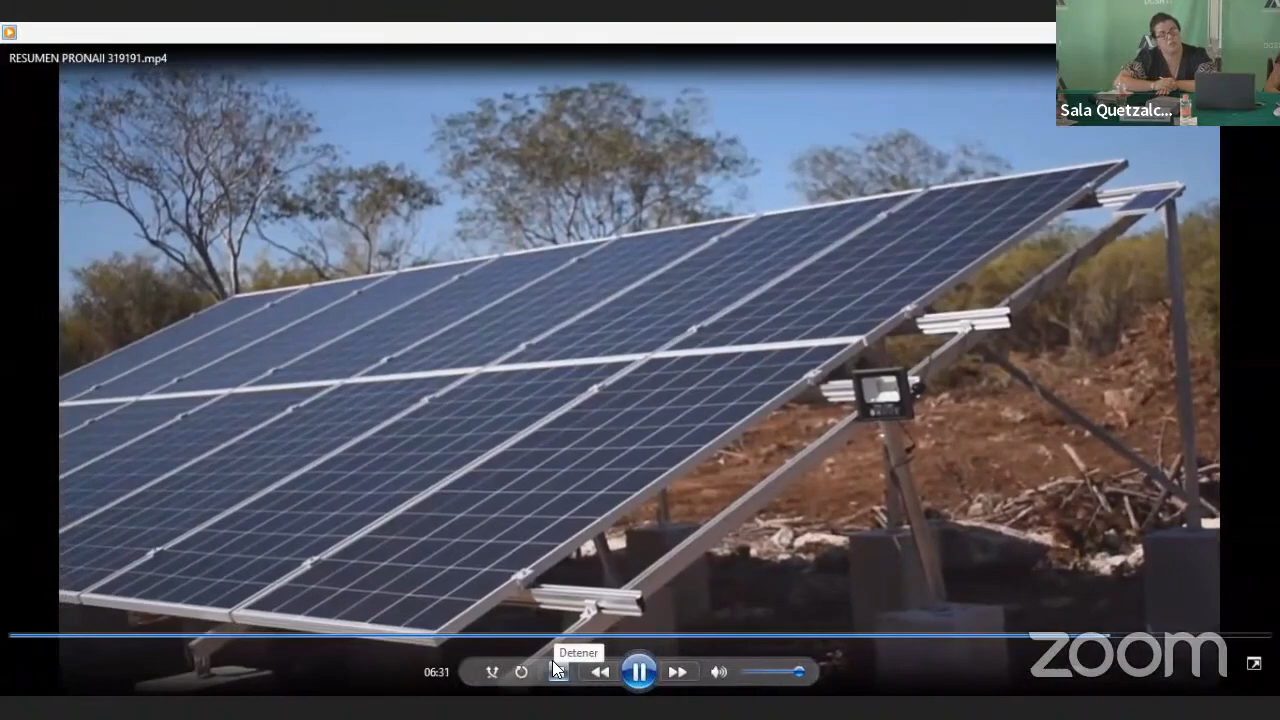 RESUMEN PRONAII 319191.mp4
Sala Quetzalc...
Detener
06:31
zoom